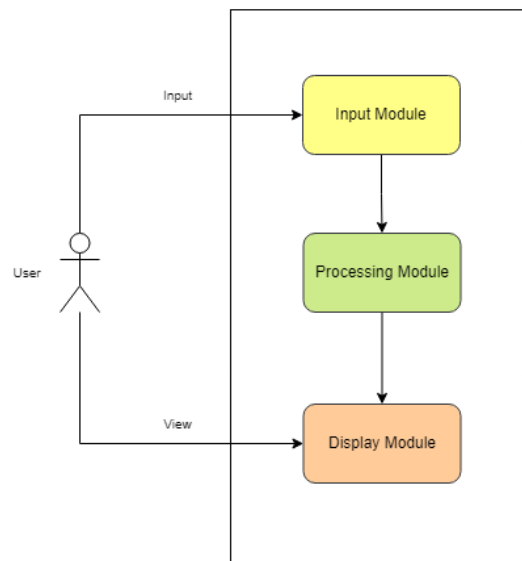 Input
Input Module
User
Processing Module
View
Display Module